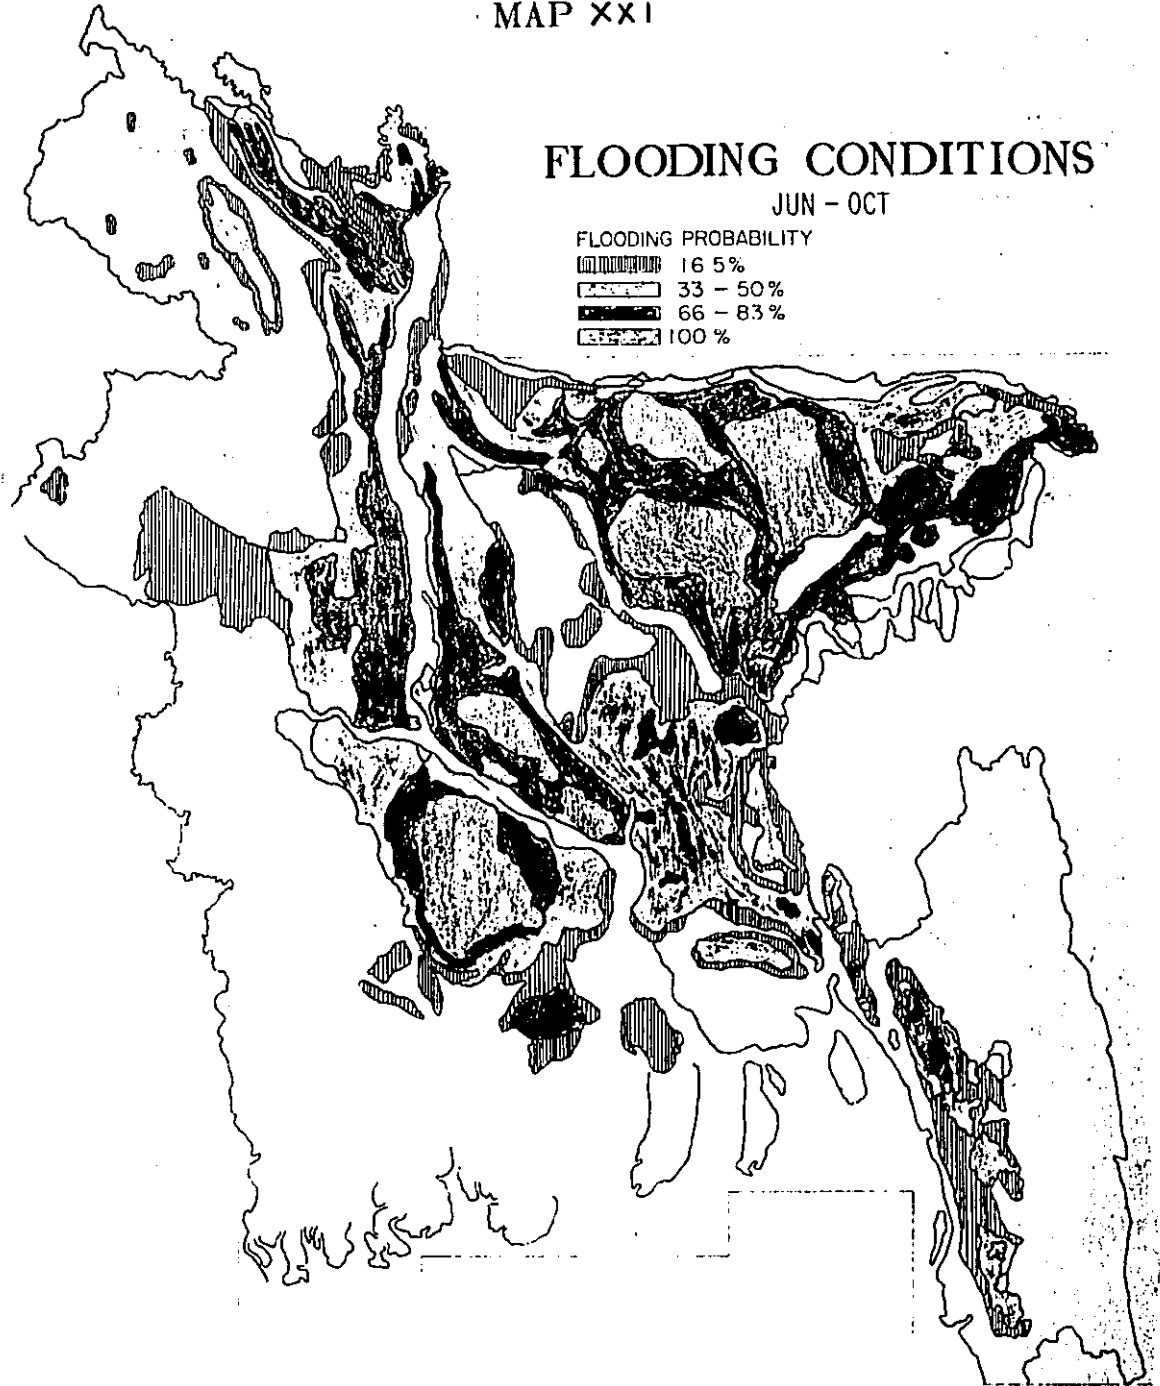 MAP XXI
FLOODING CONDITIONS
JUN - OCT
FLOODING PROBABILITY
16 5%
33 - 50%
66 - 83%
100%